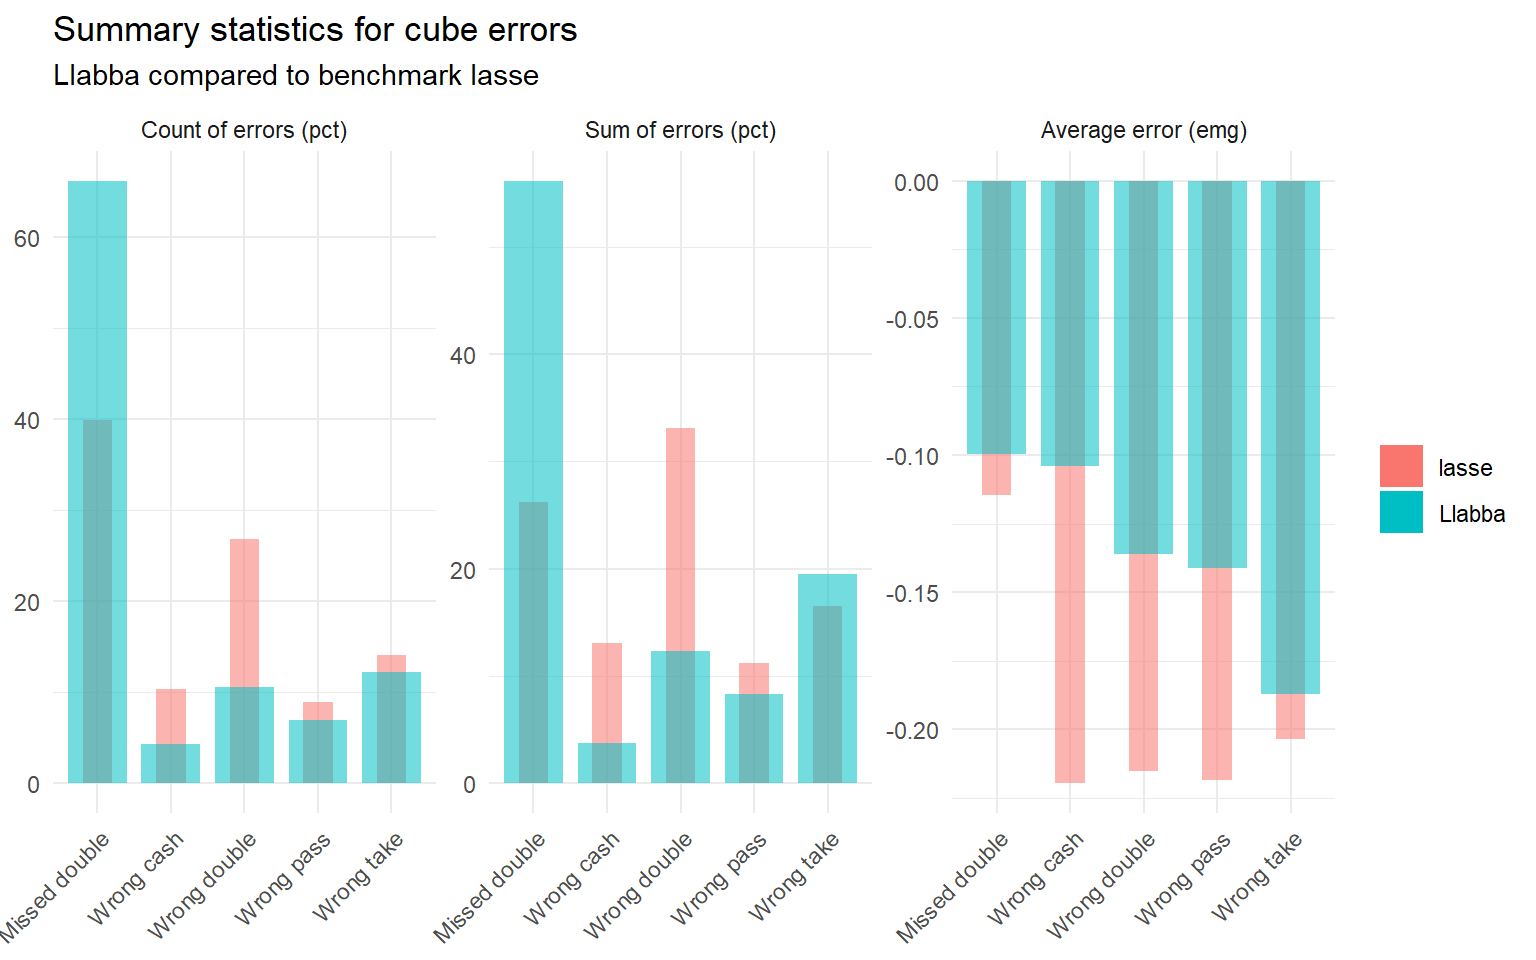 Summary statistics for cube errors
Llabba compared to benchmark lasse
Count of errors (pct)
60
40
20
0
Missed double
Wrong cash
Wrong double
Wrong pass
Wrong take
Sum of errors (pct)
40
20
0
Missed double
Wrong cash
Wrong double
Wrong pass
Wrong take
Average error (emg)
0.00
-0.05
-0.10
-0.15
-0.20
Missed double
Wrong cash
Wrong double
Wrong pass
Wrong take
lasse
Llabba